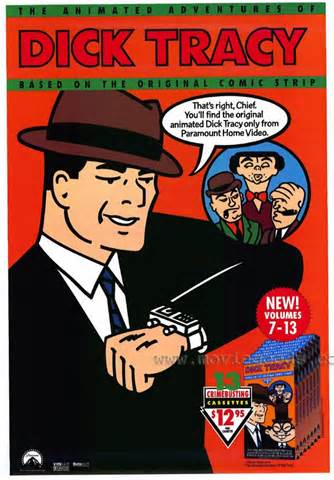 THE ANIMATED ADVENTURES OF
DICK TRACY
BASED ON THE ORIGINAL COMIC STRIP
That's right, Chief.
You'll find the original
animated Dick Tracy only from
Paramount Home Video.
NEW!
VOLUMES
7-13
DICK TRACY
13
CRIMEBUSTING
CASSETTES
$12.95